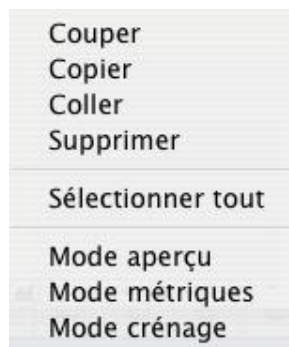 Couper
Copier
Coller
Supprimer
Sélectionner tout
Mode aperçu
Mode métriques
Mode crénage